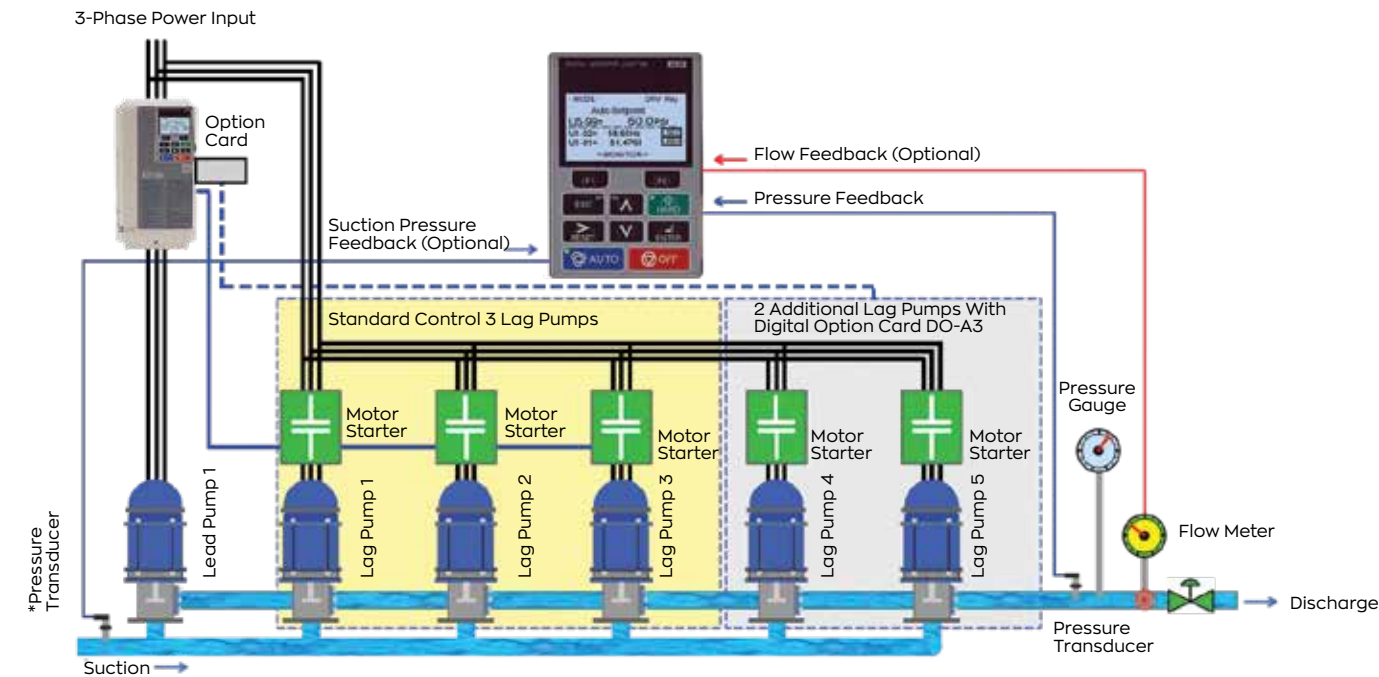 3-Phase Power Input
Option
Card
Flow Feedback (Optional)
Pressure Feedback
Suction Pressure
Feedback (Optional)
AUTO
OFF
Standard Control 3 Lag Pumps
2 Additional Lag Pumps With
Digital Option Card DO-A3
Pressure
Gauge
Motor
Starter
Motor
Starter
Motor
Starter
Motor
Starter
Motor
Starter
*Pressure
Transducer
Lead Pump 1
Lag Pump 1
Lag Pump 2
Lag Pump 3
Lag Pump 4
Lag Pump 5
Flow Meter
Discharge
Pressure
Transducer
Suction